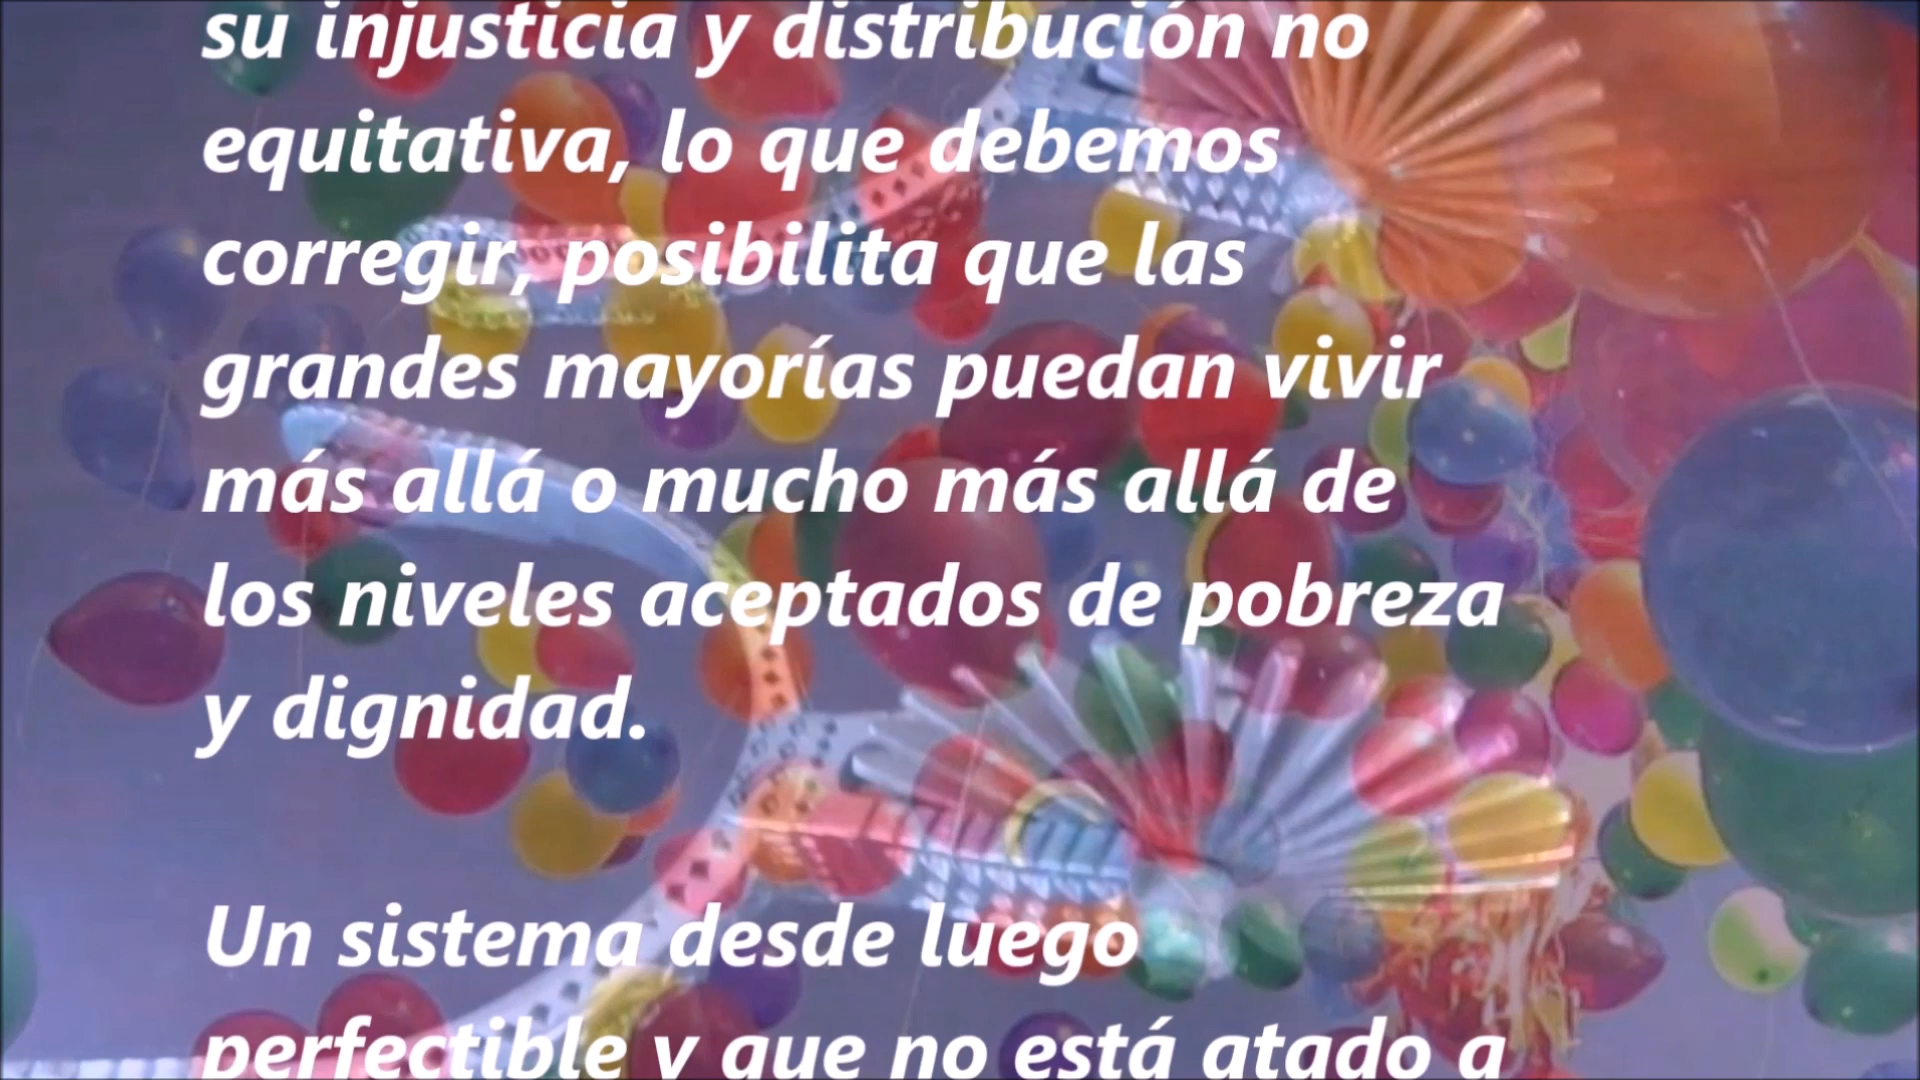 su injusticia y distribución no
equitativa, lo que debemos
corregir, posibilita que las
grandes mayorías puedan vivir
más allá o mucho más allá de
los niveles aceptados de pobreza
y dignidad.
Un sistema desde luego
perfectible y que no está atado a